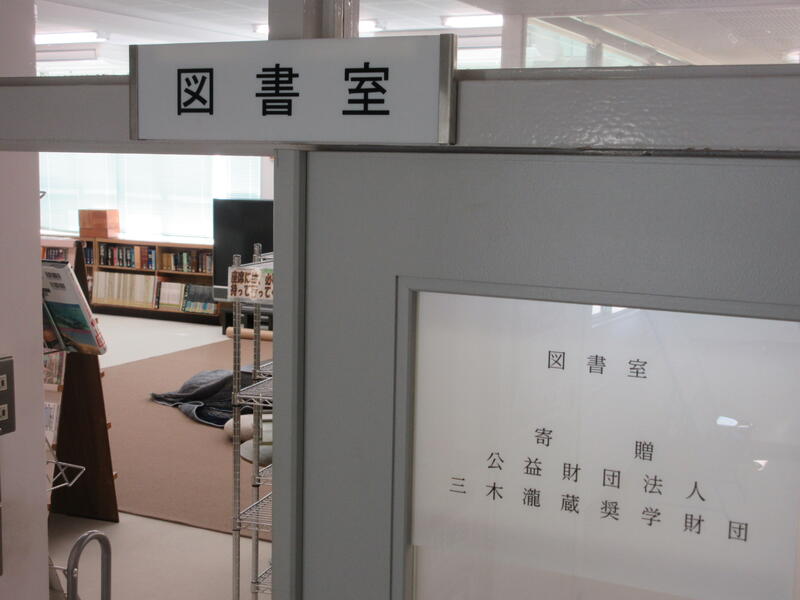 図書室
図書室
寄贈
公益財団法人
三木瀧蔵奨学財団